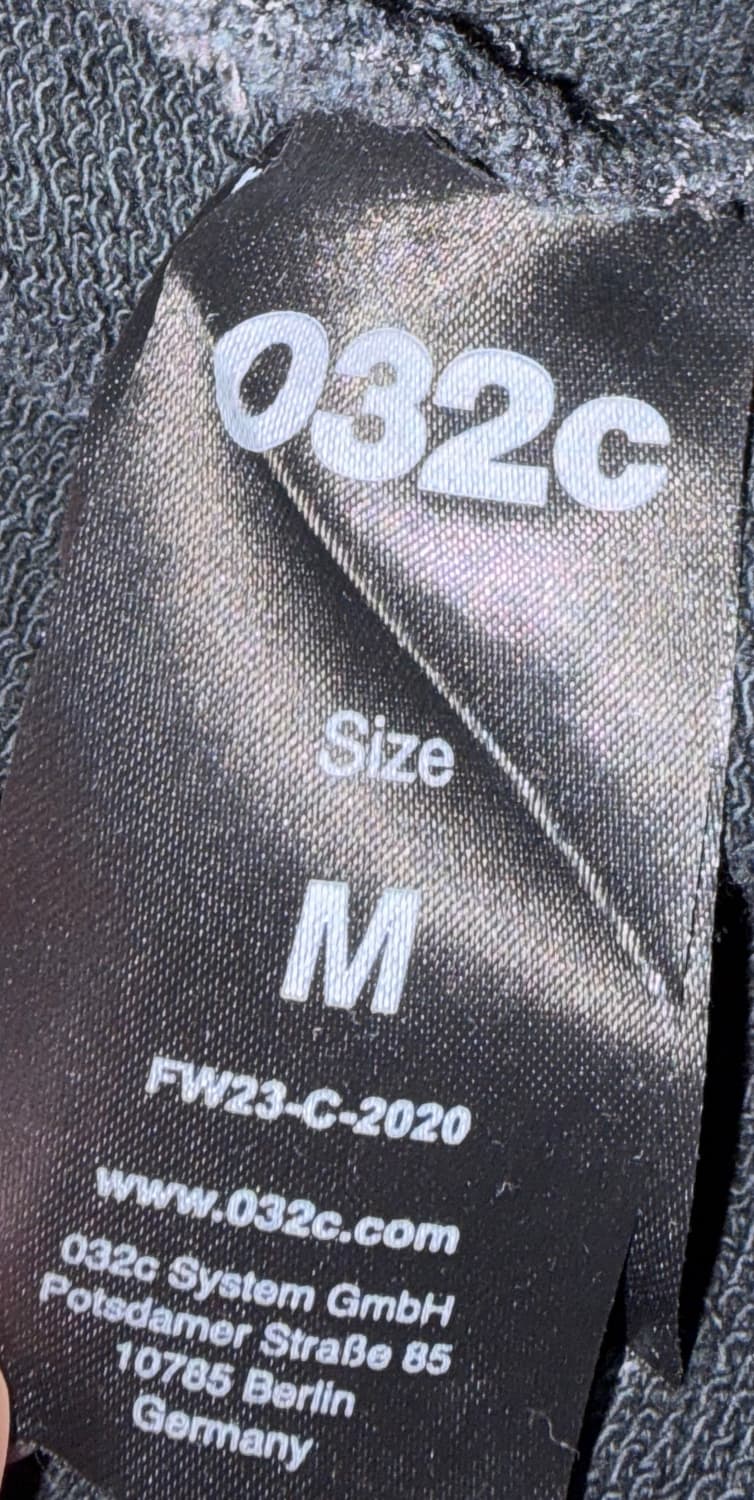 032c
Size
M
FW23-C-2020
www.032c.com
032c System GmbH
Potsdamer Straße 85
10785 Berlin
Germany